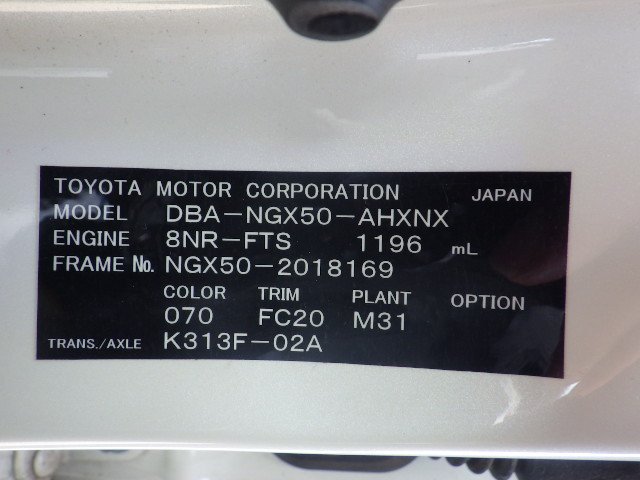 TOYOTA MOTOR CORPORATION JAPAN
MODEL DBA-NGX50-AHXNX
ENGINE 8NR-FTS 1196 mL
FRAME No. NGX50-2018169
COLOR TRIM PLANT OPTION
070 FC20 M31
TRANS./AXLE K313F-02A